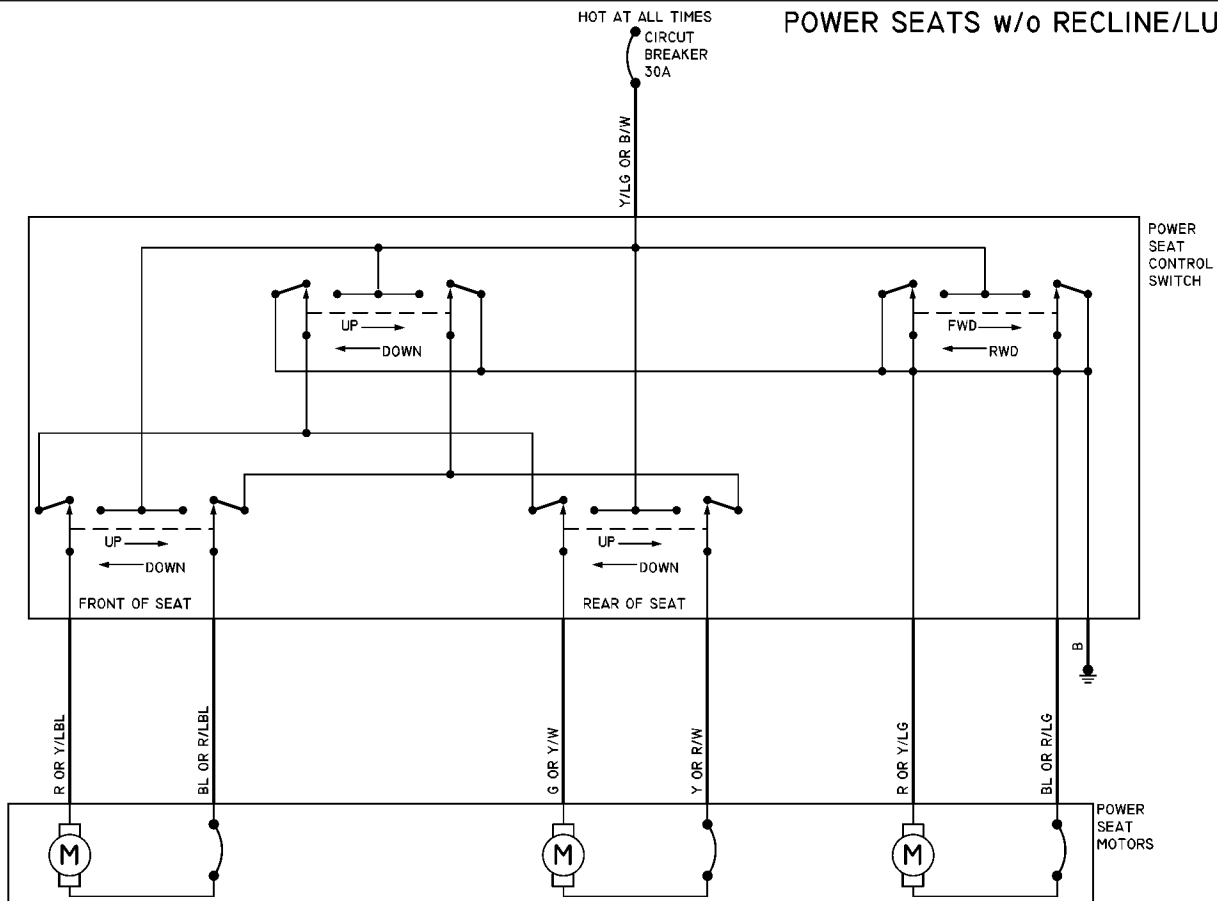 HOT AT ALL TIMES
POWER SEATS w/o RECLINE/LU
CIRCUT
BREAKER
30A
Y/LG OR B/W
POWER
SEAT
CONTROL
SWITCH
UP
DOWN
FWD
RWD
UP
DOWN
UP
DOWN
FRONT OF SEAT
REAR OF SEAT
B
R OR Y/LBL
BL OR R/LBL
G OR Y/W
Y OR R/W
R OR Y/LG
BL OR R/LG
POWER
SEAT
MOTORS
M
M
M